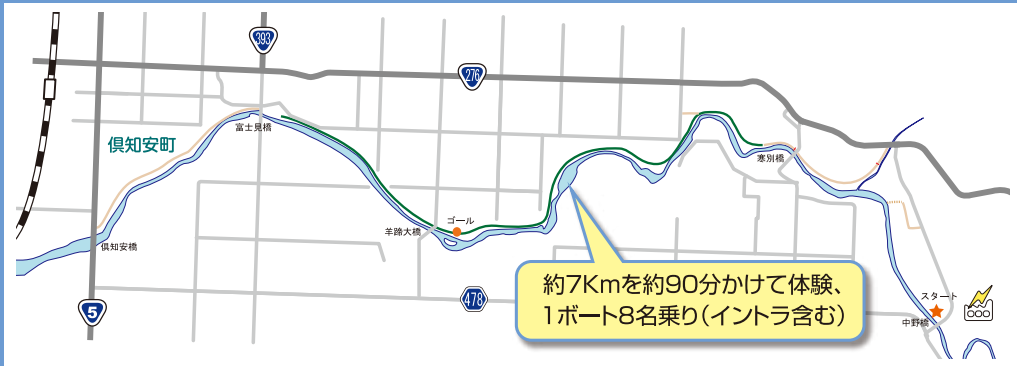 393
276
富士見橋
倶知安町
寒別橋
ゴール
羊蹄大橋
倶知安橋
約7Kmを約90分かけて体験、
1ボート8名乗り(イントラ含む)
478
5
スタート
中野橋